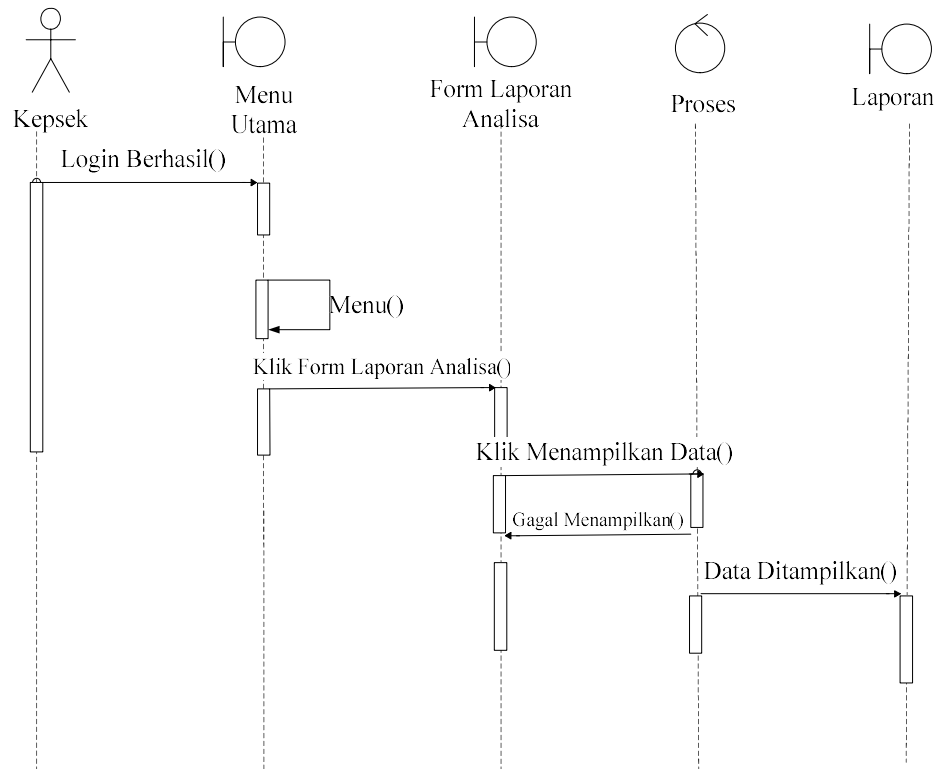 Kepsek
Menu
Utama
Form Laporan
Analisa
Proses
Laporan
Login Berhasil()
Menu()
Klik Form Laporan Analisa()
Klik Menampilkan Data()
Gagal Menampilkan()
Data Ditampilkan()